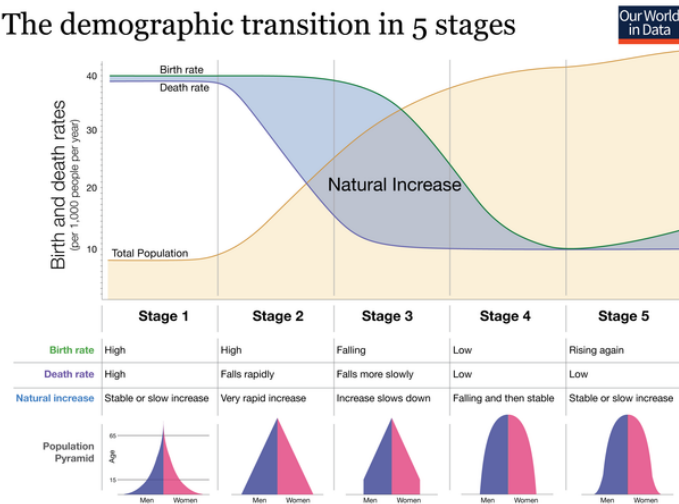 The demographic transition in 5 stages
Our World
in Data
Birth and death rates
(per 1,000 people per year)
40
30
20
10
Birth rate
Death rate
Natural Increase
Total Population
Stage 1 Stage 2 Stage 3 Stage 4 Stage 5
Birth rate High High Falling Low Rising again
Death rate High Falls rapidly Falls more slowly Low Low
Natural increase Stable or slow increase Very rapid increase Increase slows down Falling and then stable Stable or slow increase
Population
Pyramid
65
Age
15
Men Women Men Women Men Women Men Women Men Women